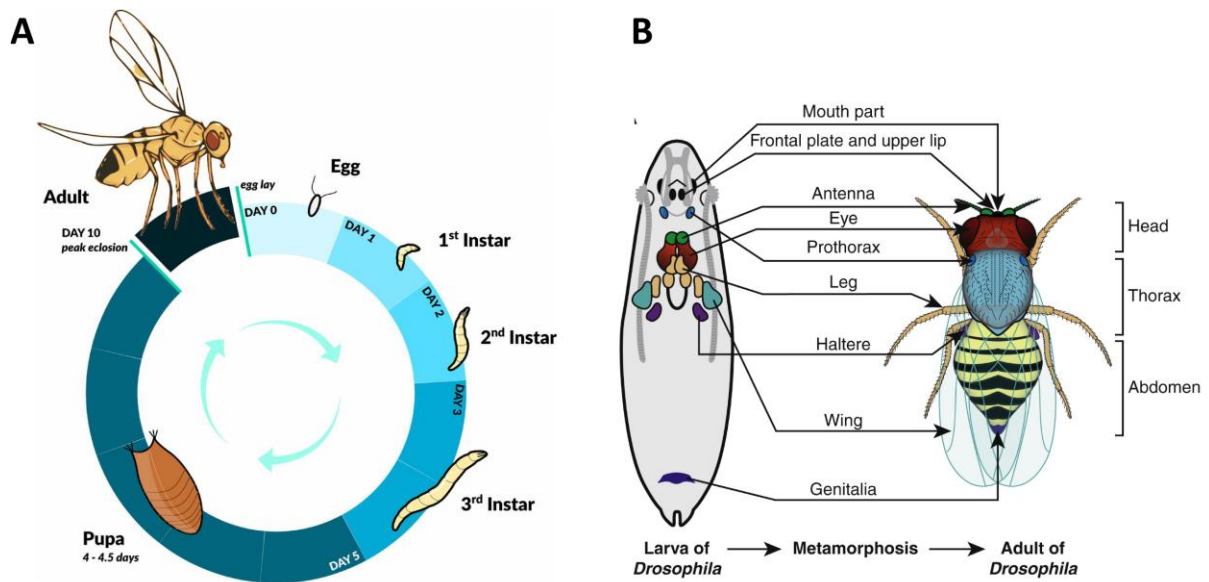 A
Adult
DAY 10
peak eclosion
egg lay
DAY 0
Egg
DAY 1
1st Instar
DAY 2
2nd Instar
DAY 3
3rd Instar
DAY 5
Pupa
4 - 4.5 days
B
Mouth part
Frontal plate and upper lip
Antenna
Eye
Prothorax
Leg
Haltere
Wing
Genitalia
Head
Thorax
Abdomen
Larva of
Drosophila
Metamorphosis
Adult of
Drosophila